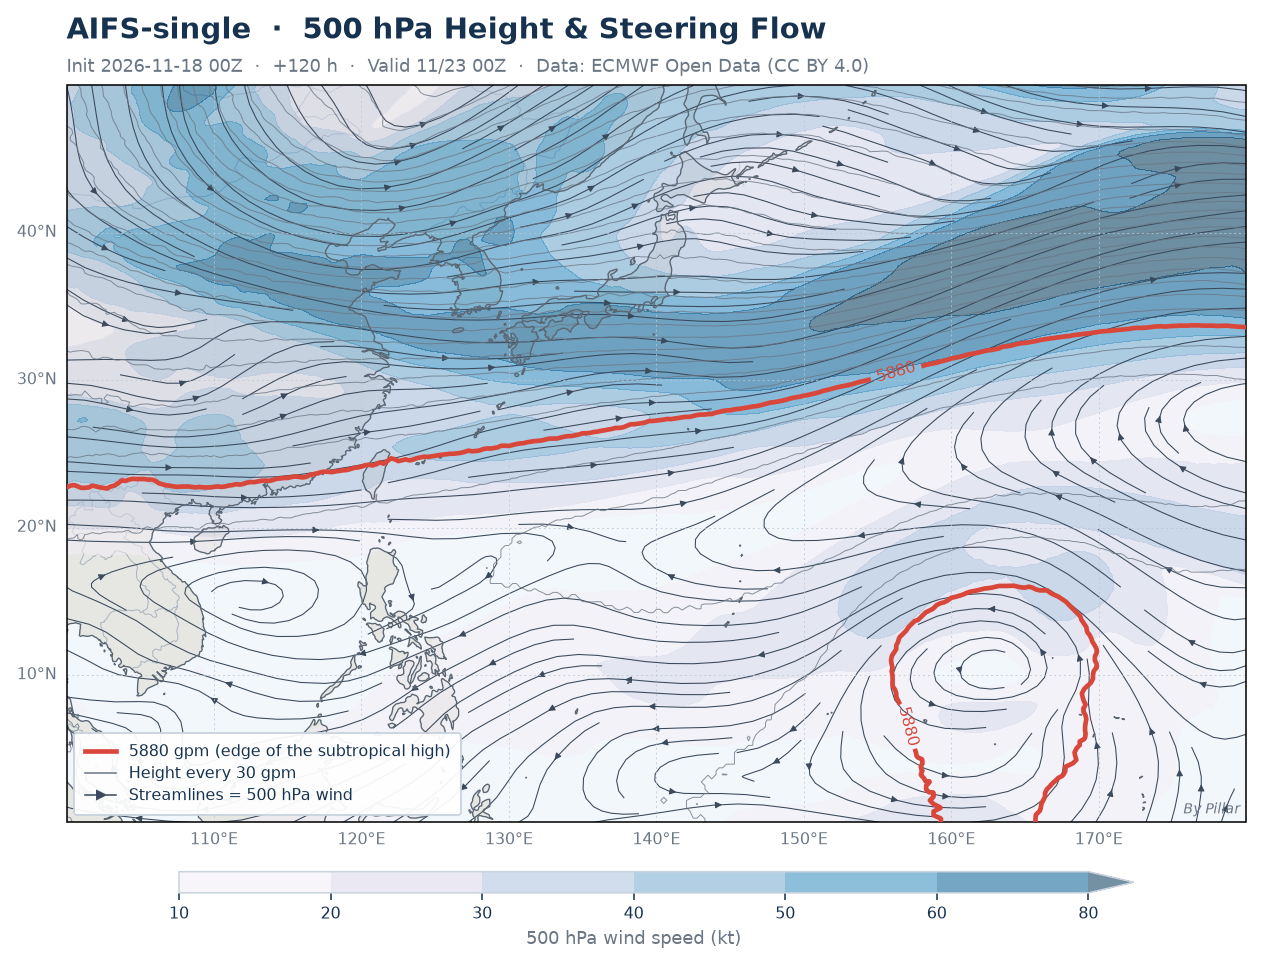 AIFS-single · 500 hPa Height & Steering Flow
Init 2026-11-18 00Z · +120 h · Valid 11/23 00Z · Data: ECMWF Open Data (CC BY 4.0)
40°N
30°N
20°N
10°N
5880
5880
5880 gpm (edge of the subtropical high)
Height every 30 gpm
Streamlines = 500 hPa wind
By Pillar
110°E 120°E 130°E 140°E 150°E 160°E 170°E
10 20 30 40 50 60 80
500 hPa wind speed (kt)